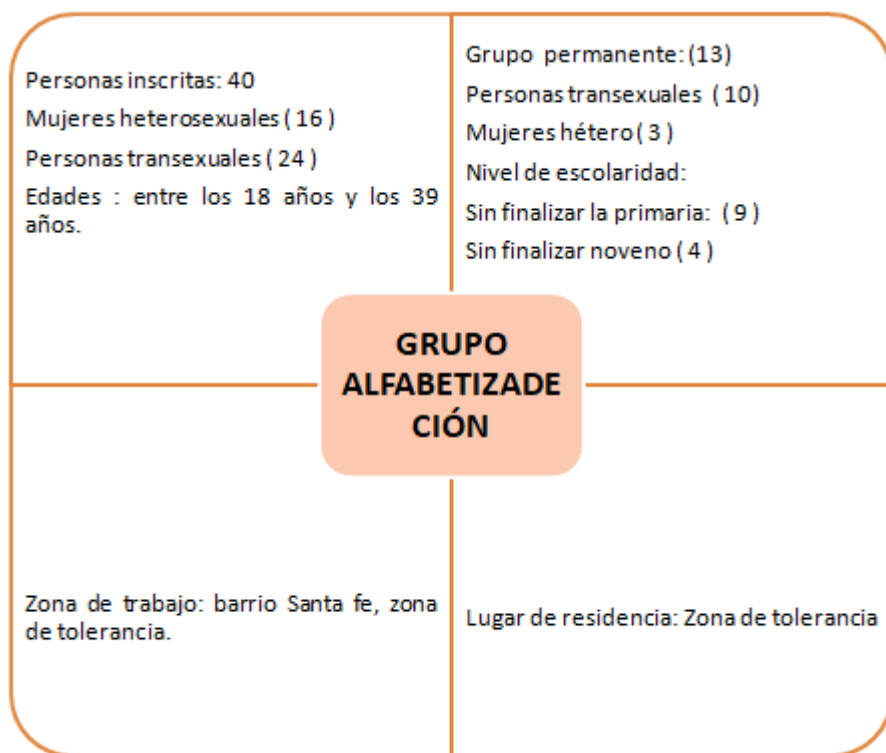 Personas inscritas: 40
Mujeres heterosexuales ( 16 )
Personas transexuales ( 24 )
Edades : entre los 18 años y los 39
años.
Grupo permanente: (13)
Personas transexuales ( 10)
Mujeres hétero ( 3 )
Nivel de escolaridad:
Sin finalizar la primaria: ( 9 )
Sin finalizar noveno ( 4 )
GRUPO
ALFABETIZADE
CIÓN
Zona de trabajo: barrio Santa fe, zona
de tolerancia.
Lugar de residencia: Zona de tolerancia